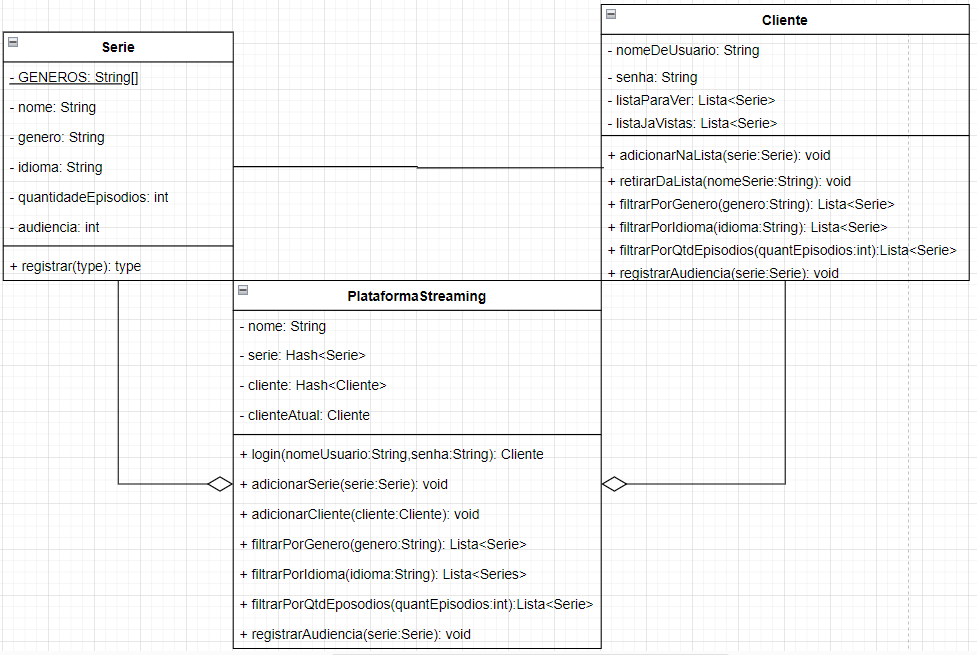 Serie
- GENEROS: String[]
- nome: String
- genero: String
- idioma: String
- quantidadeEpisodios: int
- audiencia: int
+ registrar(type): type
Cliente
- nomeDeUsuario: String
- senha: String
- listaParaVer: Lista<Serie>
- listaJaVistas: Lista<Serie>
+ adicionarNaLista(serie:Serie): void
+ retirarDaLista(nomeSerie:String): void
+ filtrarPorGenero(genero:String): Lista<Serie>
+ filtrarPorIdioma(idioma:String): Lista<Serie>
+ filtrarPorQtdEpisodios(quantEpisodios:int):Lista<Serie>
+ registrarAudiencia(serie:Serie): void
PlataformaStreaming
- nome: String
- serie: Hash<Serie>
- cliente: Hash<Cliente>
- clienteAtual: Cliente
+ login(nomeUsuario:String,senha:String): Cliente
+ adicionarSerie(serie:Serie): void
+ adicionarCliente(cliente:Cliente): void
+ filtrarPorGenero(genero:String): Lista<Serie>
+ filtrarPorIdioma(idioma:String): Lista<Series>
+ filtrarPorQtdEposodios(quantEpisodios:int):Lista<Serie>
+ registrarAudiencia(serie:Serie): void